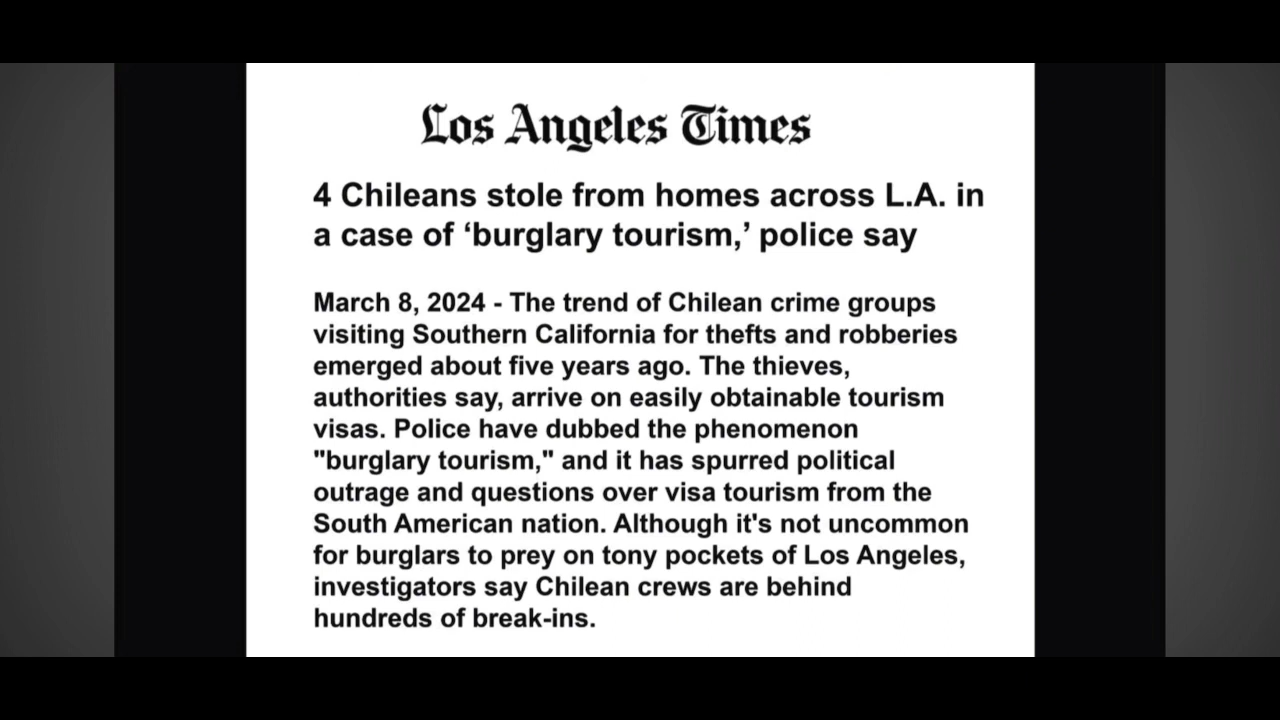 Los Angeles Times
4 Chileans stole from homes across L.A. in
a case of ‘burglary tourism,’ police say
March 8, 2024 - The trend of Chilean crime groups
visiting Southern California for thefts and robberies
emerged about five years ago. The thieves,
authorities say, arrive on easily obtainable tourism
visas. Police have dubbed the phenomenon
"burglary tourism," and it has spurred political
outrage and questions over visa tourism from the
South American nation. Although it's not uncommon
for burglars to prey on tony pockets of Los Angeles,
investigators say Chilean crews are behind
hundreds of break-ins.